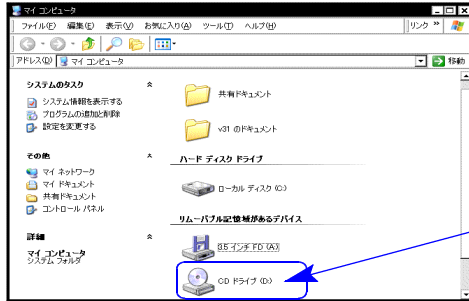 マイ コンピュータ
ファイル(F) 編集(E) 表示(V) お気に入り(A) ツール(T) ヘルプ(H) リンク »
アドレス(D) マイ コンピュータ 移動
システムのタスク
システム情報を表示する
プログラムの追加と削除
設定を変更する
その他
マイ ネットワーク
マイ ドキュメント
共有ドキュメント
コントロール パネル
詳細
マイ コンピュータ
システム フォルダ
共有ドキュメント
v31 のドキュメント
ハード ディスク ドライブ
ローカル ディスク (C:)
リムーバブル記憶域があるデバイス
3.5 インチ FD (A:)
CD ドライブ (D:)